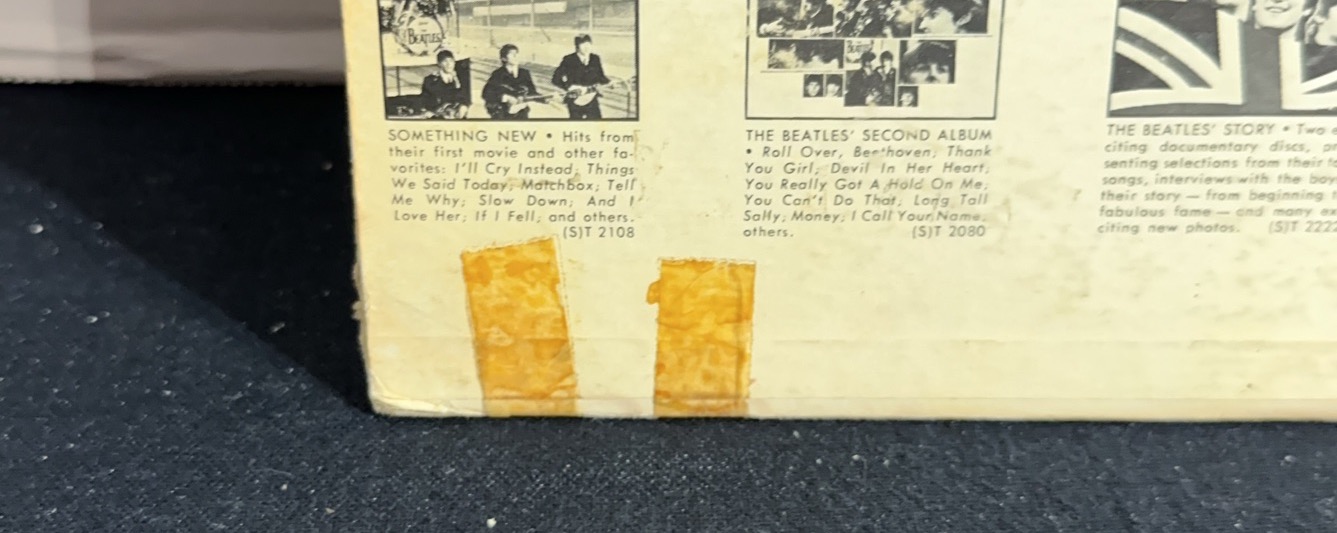 BEATLES
SOMETHING NEW • Hits from
their first movie and other fa-
vorites: I'll Cry Instead; Things
We Said Today; Matchbox; Tell
Me Why; Slow Down; And I
Love Her; If I Fell; and others.
(S)T 2108
THE BEATLES' SECOND ALBUM
• Roll Over, Beethoven; Thank
You Girl; Devil In Her Heart;
You Really Got A Hold On Me;
You Can't Do That; Long Tall
Sally; Money; I Call Your Name.
others.
(S)T 2080
THE BEATLES' STORY • Two
citing documentary discs,
senting selections from their
songs, interviews with the
their story — from beginning
fabulous fame — and many
citing new photos.
(S)T 222